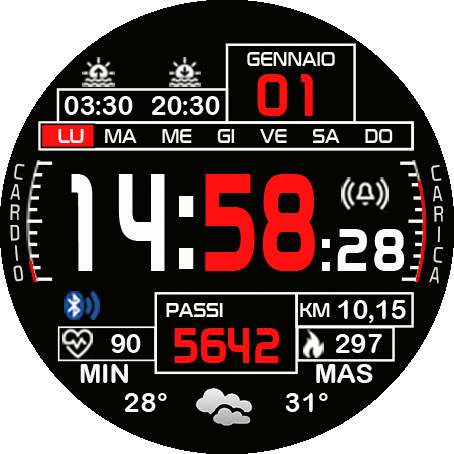 GENNAIO
01
03:30 20:30
LU MA ME GI VE SA DO
CARDIO
14:58:28
CARICA
PASSI
5642
KM 10,15
90
297
MIN
MAS
28°
31°